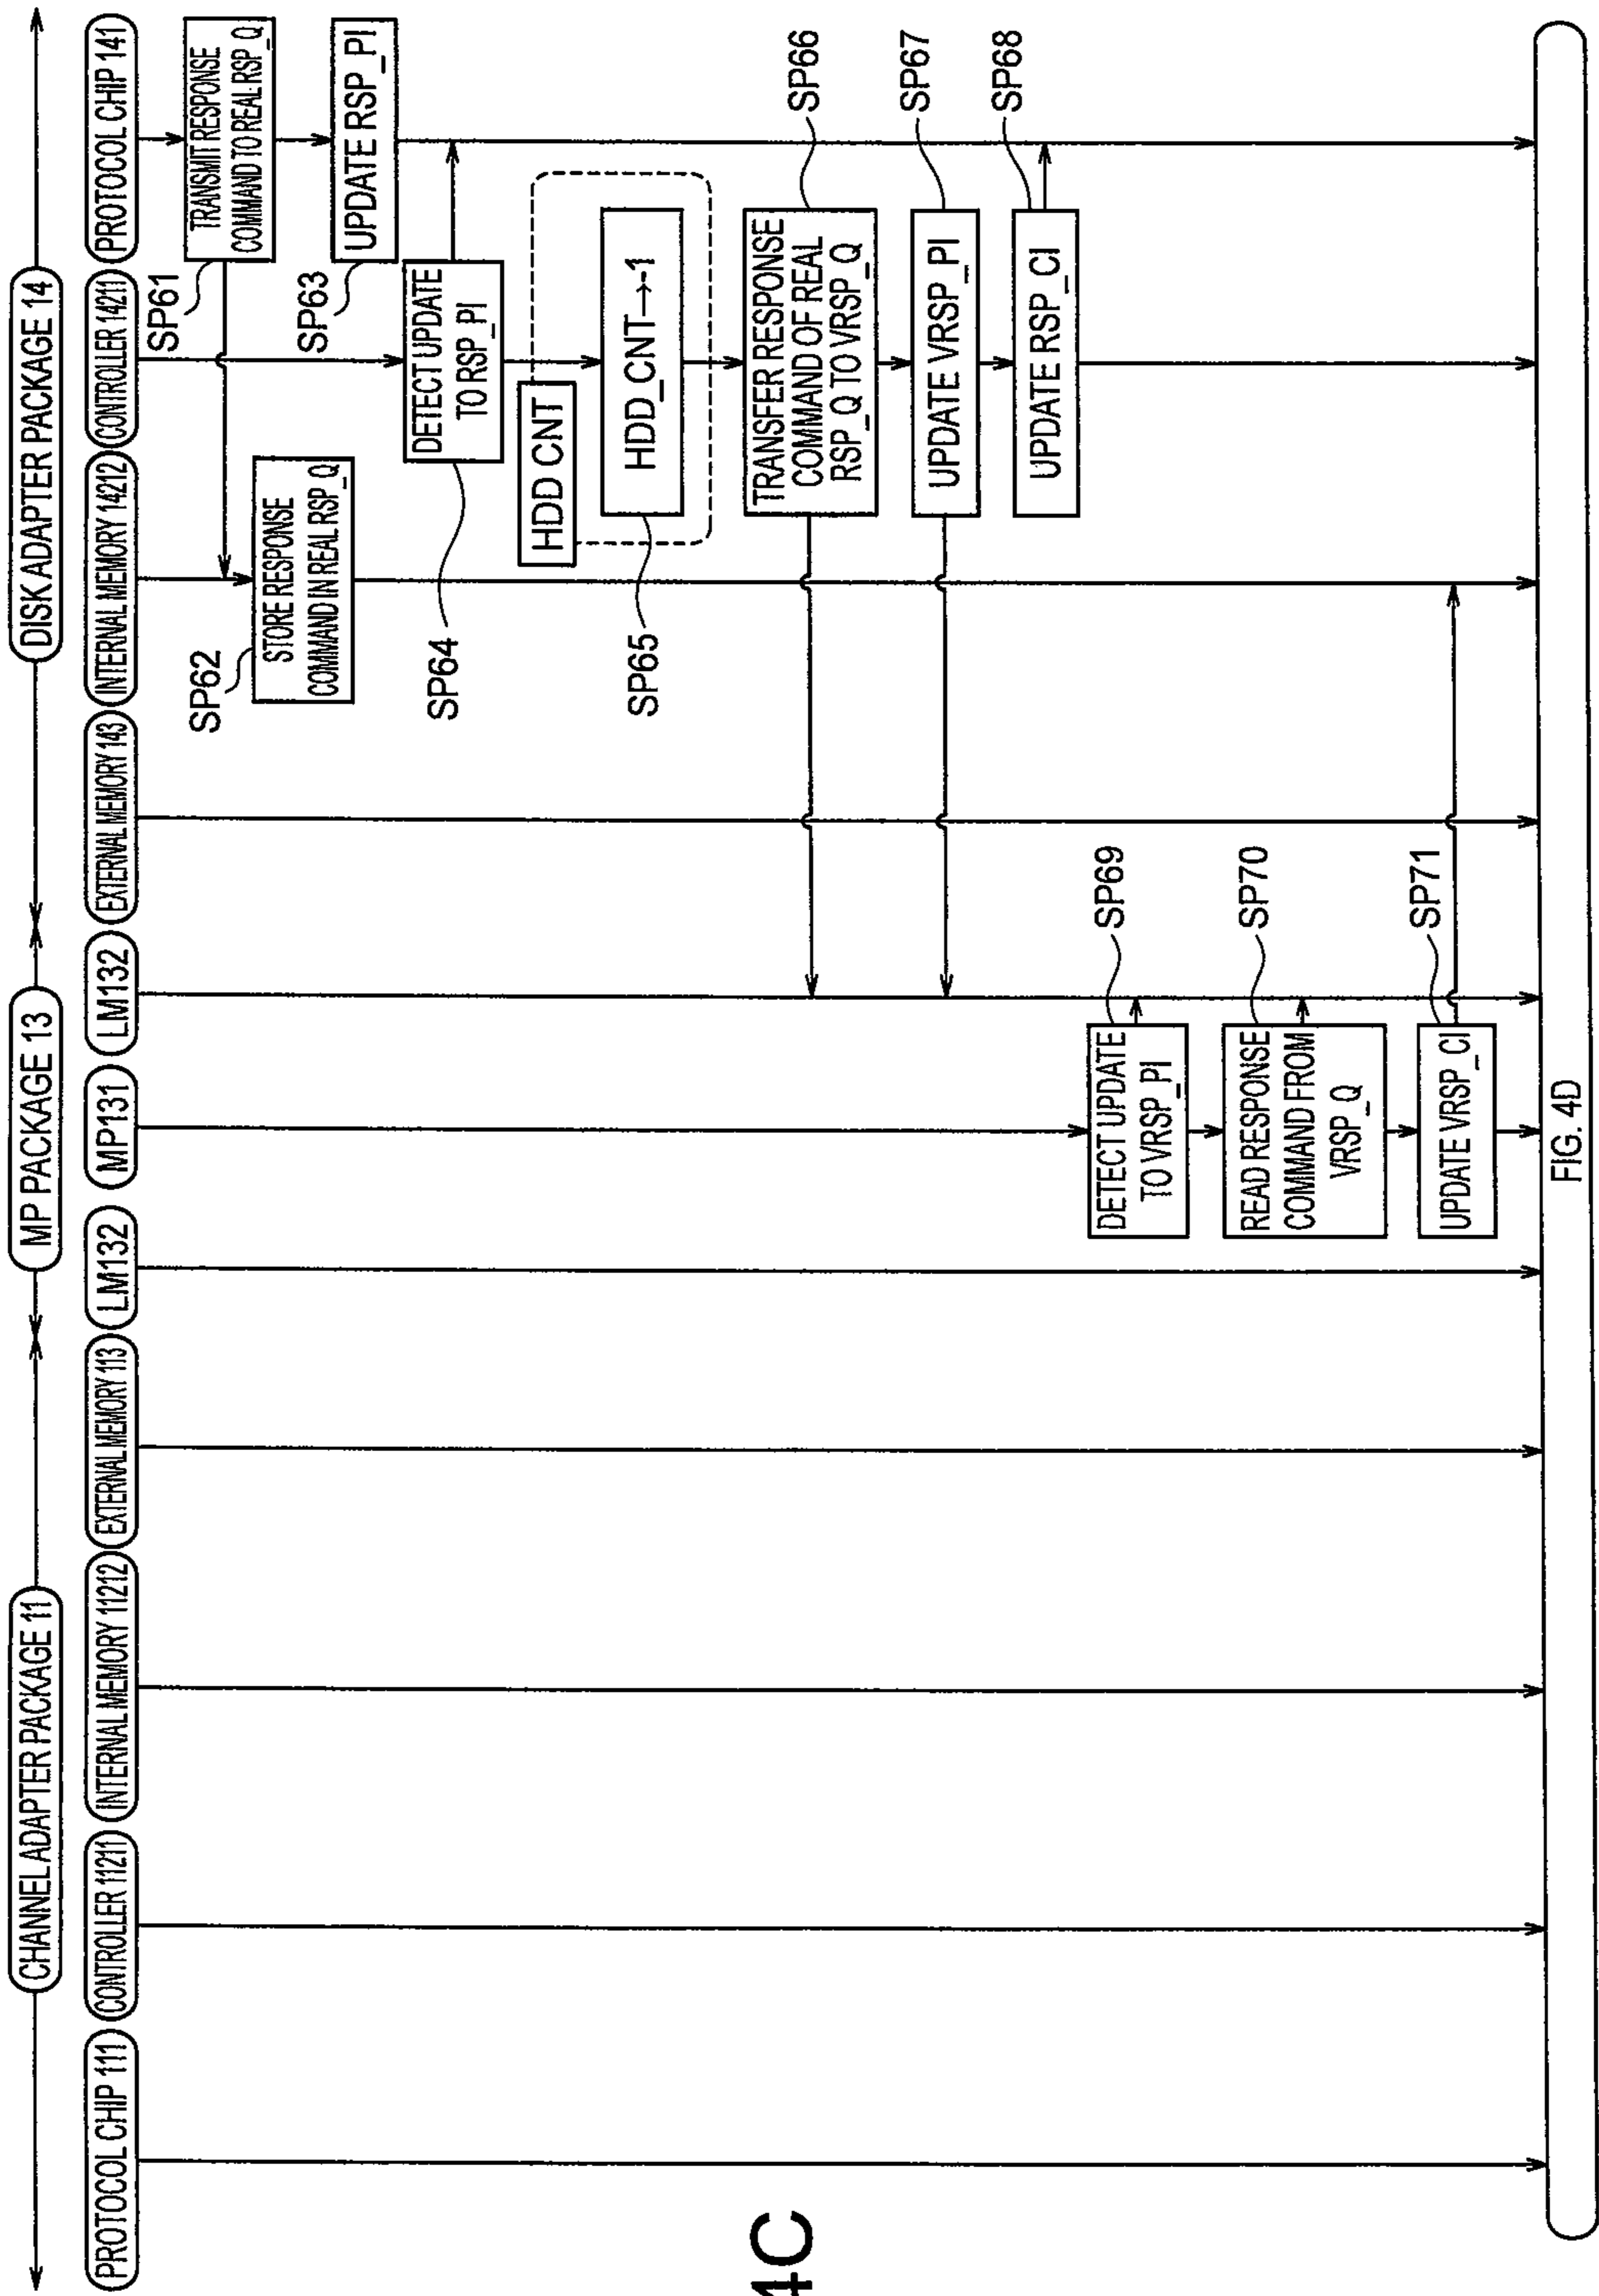 CHANNEL ADAPTER PACKAGE 11
MP PACKAGE 13
DISK ADAPTER PACKAGE 14
PROTOCOL CHIP 111
CONTROLLER 11211
INTERNAL MEMORY 11212
EXTERNAL MEMORY 113
LM132
MP131
LM132
EXTERNAL MEMORY 143
INTERNAL MEMORY 14212
CONTROLLER 14211
PROTOCOL CHIP 141
SP61
TRANSMIT RESPONSE
COMMAND TO REAL RSP_Q
SP62
STORE RESPONSE
COMMAND IN REAL RSP_Q
SP63
UPDATE RSP_PI
SP64
DETECT UPDATE
TO RSP_PI
HDD CNT
SP65
HDD_CNT→-1
TRANSFER RESPONSE
COMMAND OF REAL
RSP_Q TO VRSP_Q
SP66
UPDATE VRSP_PI
SP67
UPDATE RSP_CI
SP68
DETECT UPDATE
TO VRSP_PI
SP69
READ RESPONSE
COMMAND FROM
VRSP_Q
SP70
UPDATE VRSP_CI
SP71
FIG. 4D
4C